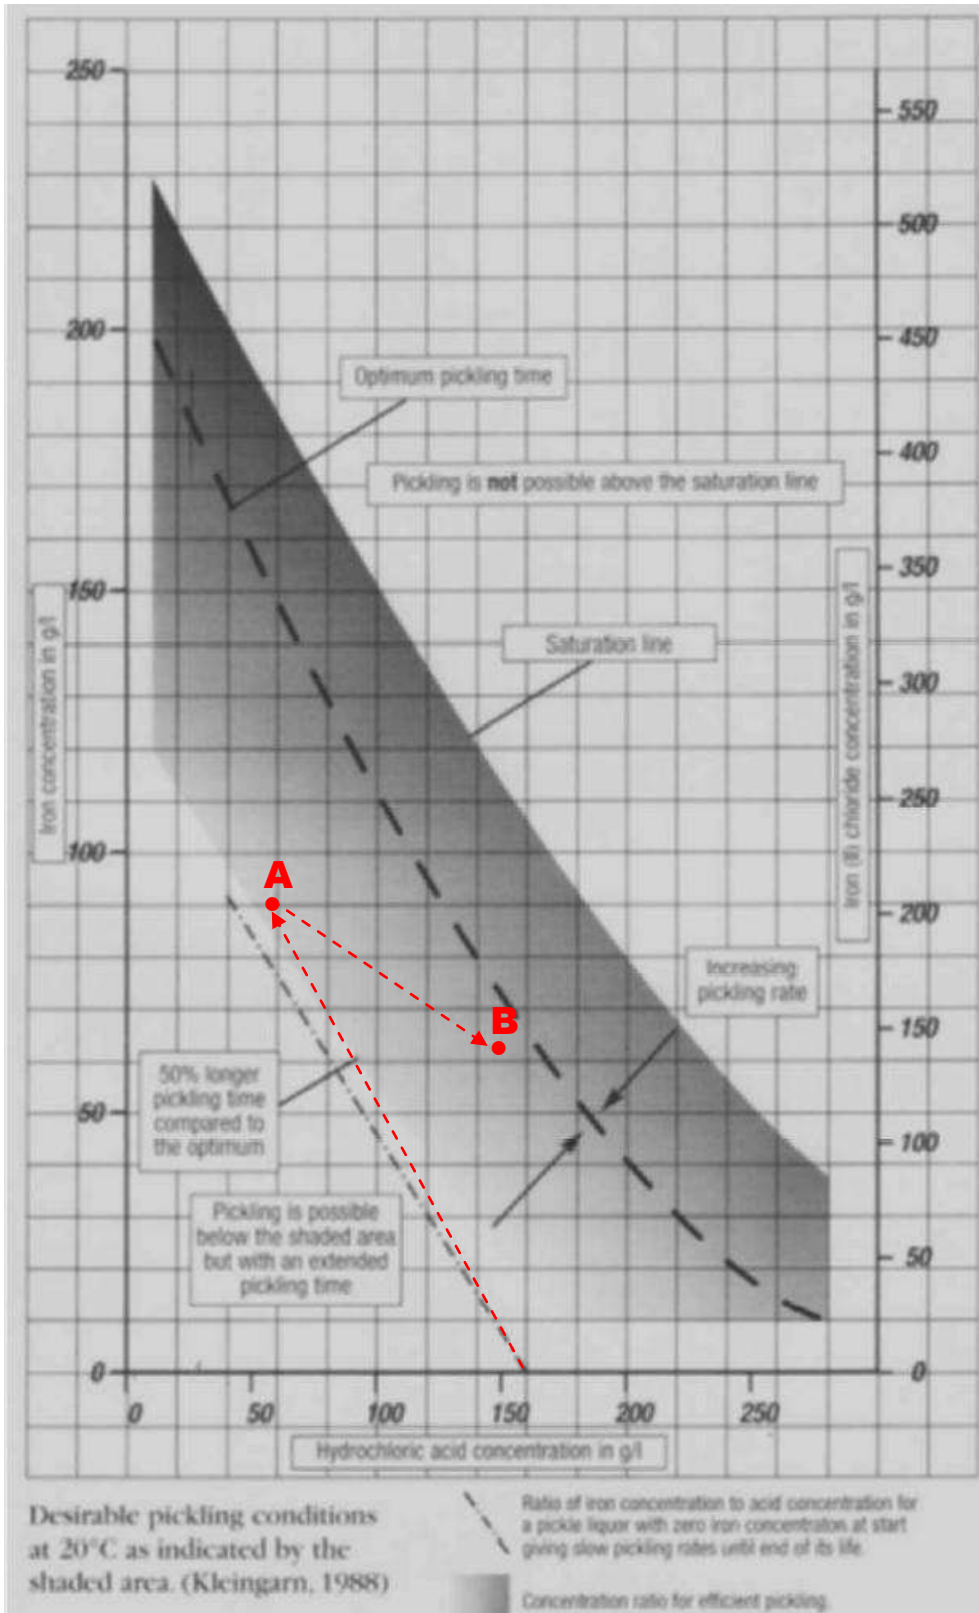 250
550
500
200
450
Optimum pickling time
400
Pickling is not possible above the saturation line
350
150
Iron concentration in g/l
Saturation line
Iron (II) chloride concentration in g/l
300
250
100
A
200
Increasing
pickling rate
B
150
50% longer
pickling time
compared to
the optimum
50
100
Pickling is possible
below the shaded area
but with an extended
pickling time
50
0
0
0
50
100
150
200
250
Hydrochloric acid concentration in g/l
Desirable pickling conditions
at 20°C as indicated by the
shaded area. (Kleingarn, 1988)
Ratio of iron concentration to acid concentration for
a pickle liquor with zero iron concentraton at start
giving slow pickling rates until end of its life.
Concentration ratio for efficient pickling.